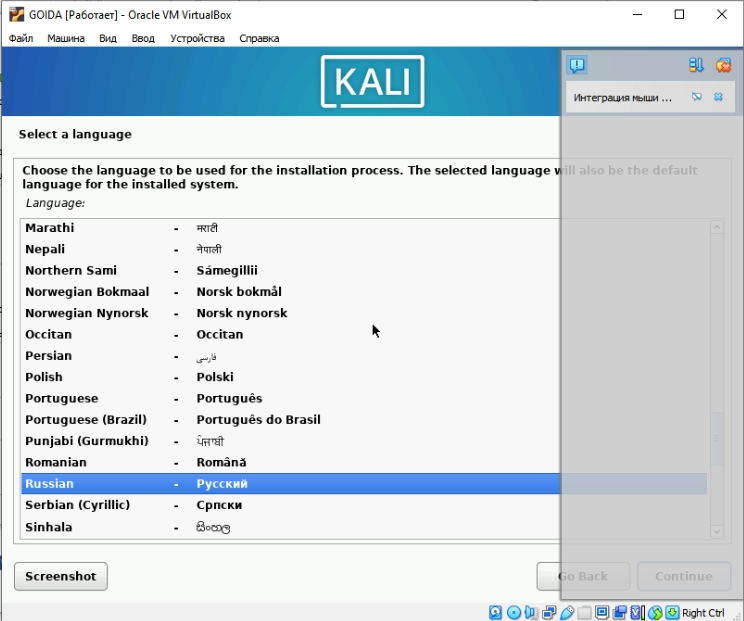 GOIDA [Работает] - Oracle VM VirtualBox
Файл Машина Вид Ввод Устройства Справка
KALI
Интеграция мыши ...
Select a language
Choose the language to be used for the installation process. The selected language will also be the default
language for the installed system.
Language:
Marathi - मराठी
Nepali - नेपाली
Northern Sami - Sámegillii
Norwegian Bokmaal - Norsk bokmål
Norwegian Nynorsk - Norsk nynorsk
Occitan - Occitan
Persian - فارسی
Polish - Polski
Portuguese - Português
Portuguese (Brazil) - Português do Brasil
Punjabi (Gurmukhi) - ਪੰਜਾਬੀ
Romanian - Română
Russian - Русский
Serbian (Cyrillic) - Српски
Sinhala - සිංහල
Screenshot Go Back Continue
Right Ctrl